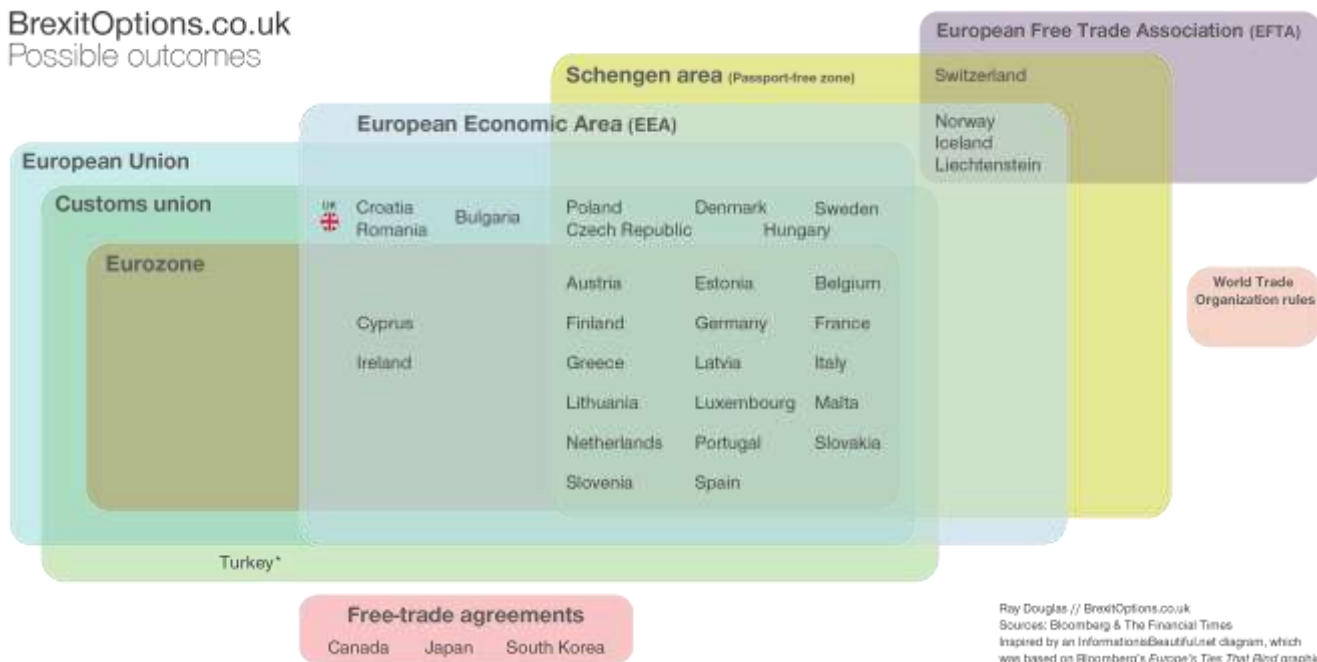 BrexitOptions.co.uk
Possible outcomes
European Free Trade Association (EFTA)
Schengen area (Passport-free zone)
Switzerland
European Economic Area (EEA)
Norway
Iceland
Liechtenstein
European Union
Customs union
UK
Croatia
Romania
Bulgaria
Poland Denmark Sweden
Czech Republic Hungary
Eurozone
Austria Estonia Belgium
Cyprus Finland Germany France
Ireland Greece Latvia Italy
Lithuania Luxembourg Malta
Netherlands Portugal Slovakia
Slovenia Spain
World Trade
Organization rules
Turkey*
Free-trade agreements
Canada Japan South Korea
Ray Douglas // BrexitOptions.co.uk
Sources: Bloomberg & The Financial Times
Inspired by an InformationisBeautiful.net diagram, which
was based on Bloomberg's Europe's Ties That Bind graphic